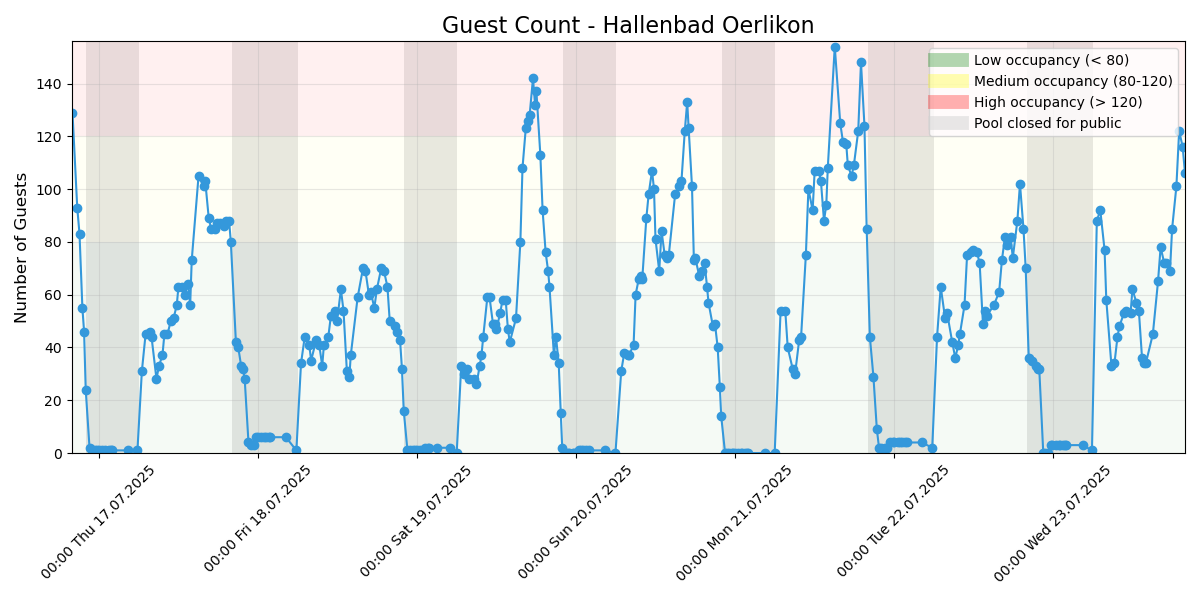 Guest Count - Hallenbad Oerlikon
Low occupancy (< 80)
Medium occupancy (80-120)
High occupancy (> 120)
Pool closed for public
Number of Guests
140
120
100
80
60
40
20
0
00:00 Thu 17.07.2025
00:00 Fri 18.07.2025
00:00 Sat 19.07.2025
00:00 Sun 20.07.2025
00:00 Mon 21.07.2025
00:00 Tue 22.07.2025
00:00 Wed 23.07.2025